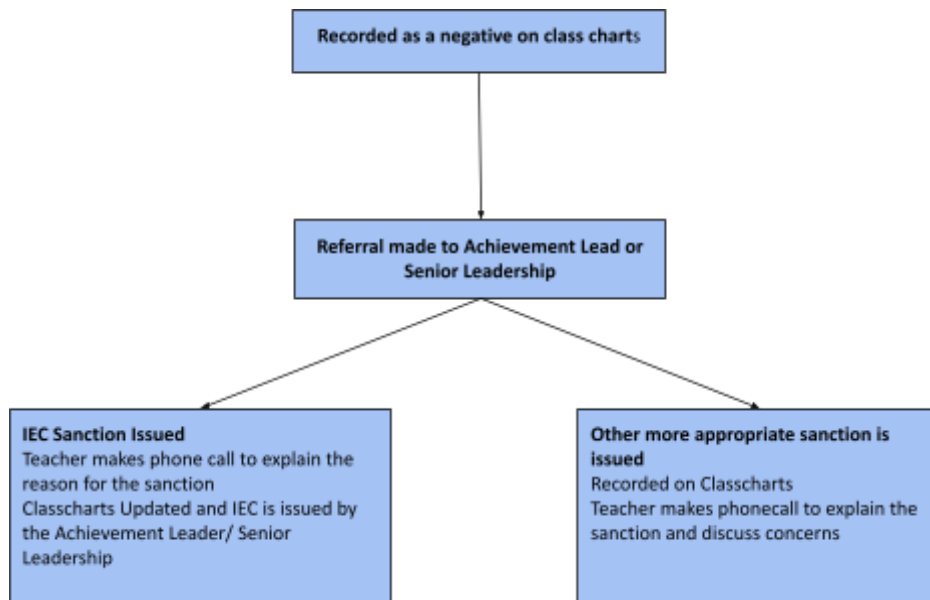 Recorded as a negative on class charts
Referral made to Achievement Lead or
Senior Leadership
IEC Sanction Issued
Teacher makes phone call to explain the
reason for the sanction
Classcharts Updated and IEC is issued by
the Achievement Leader/ Senior
Leadership
Other more appropriate sanction is
issued
Recorded on Classcharts
Teacher makes phonecall to explain the
sanction and discuss concerns